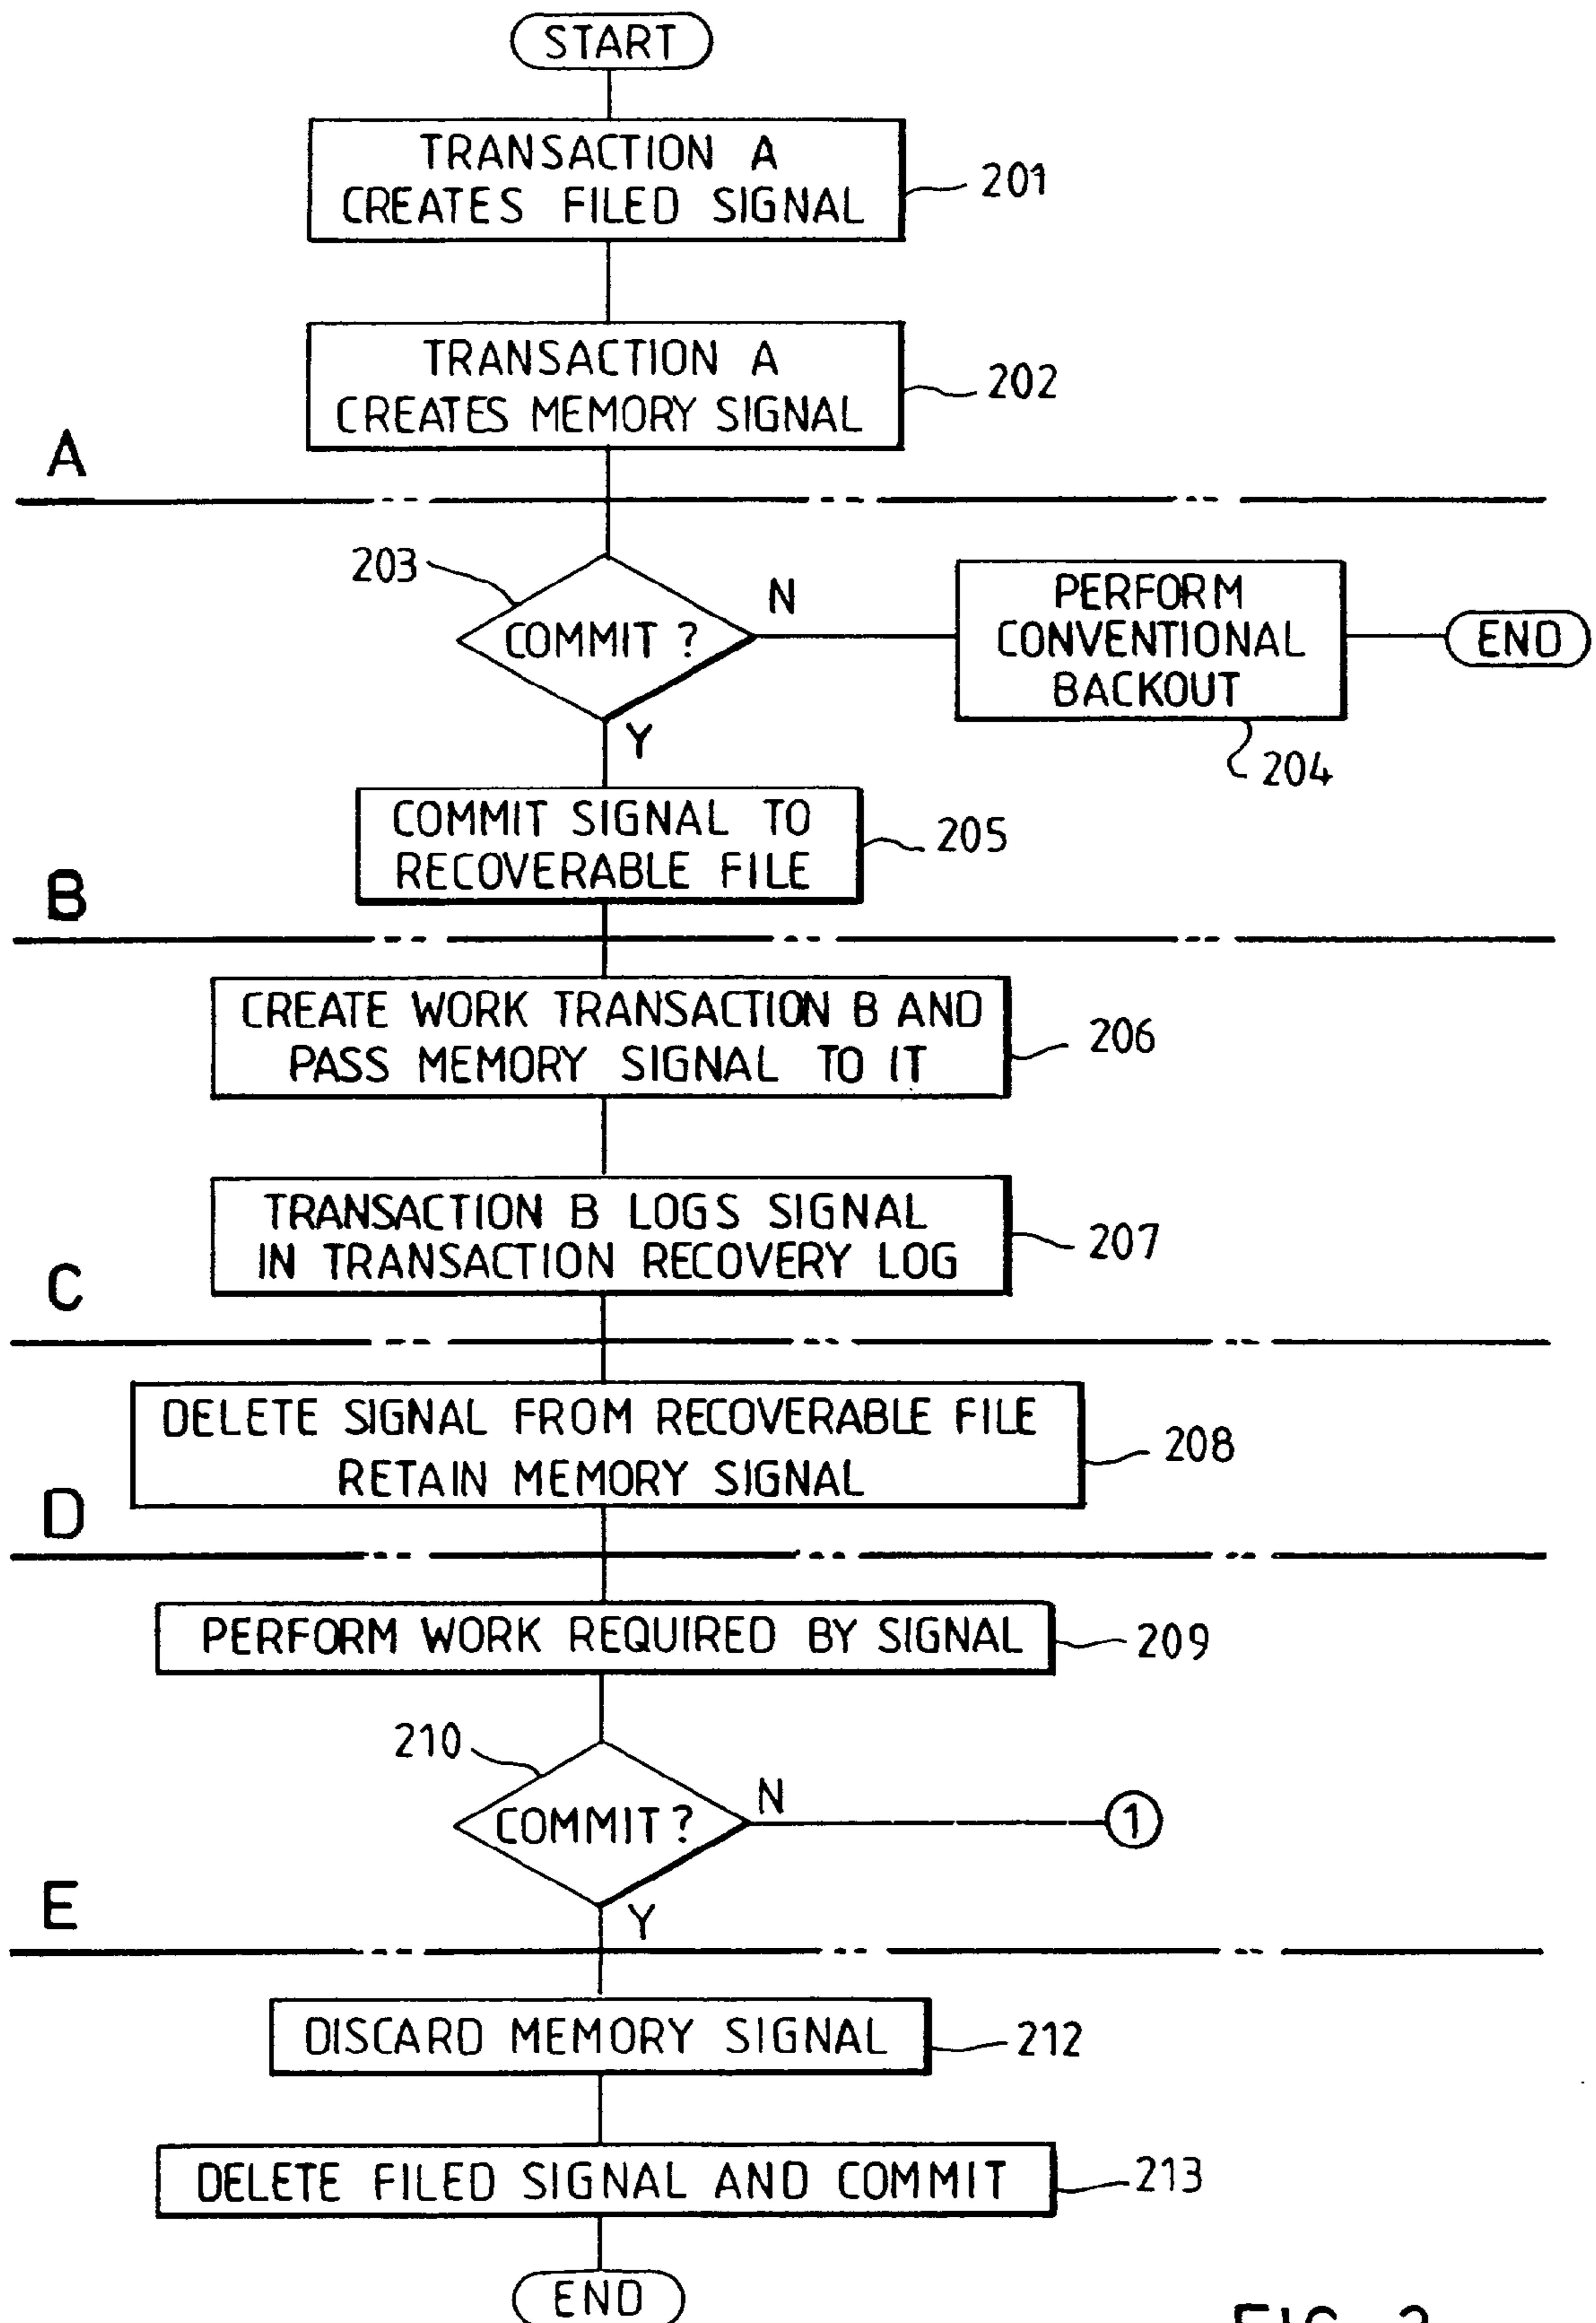 START
TRANSACTION A
CREATES FILED SIGNAL
201
TRANSACTION A
CREATES MEMORY SIGNAL
202
A
203
COMMIT ?
N
PERFORM
CONVENTIONAL
BACKOUT
END
204
Y
COMMIT SIGNAL TO
RECOVERABLE FILE
205
B
CREATE WORK TRANSACTION B AND
PASS MEMORY SIGNAL TO IT
206
TRANSACTION B LOGS SIGNAL
IN TRANSACTION RECOVERY LOG
207
C
DELETE SIGNAL FROM RECOVERABLE FILE
RETAIN MEMORY SIGNAL
208
D
PERFORM WORK REQUIRED BY SIGNAL
209
210
COMMIT ?
N
1
E
Y
DISCARD MEMORY SIGNAL
212
DELETE FILED SIGNAL AND COMMIT
213
END
FIG.